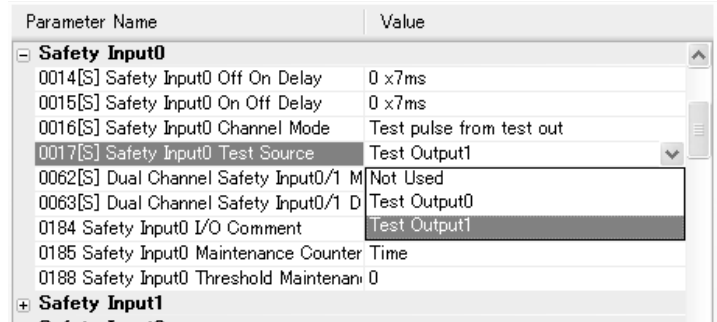 Parameter Name Value
Safety Input0
0014[S] Safety Input0 Off On Delay 0 x7ms
0015[S] Safety Input0 On Off Delay 0 x7ms
0016[S] Safety Input0 Channel Mode Test pulse from test out
0017[S] Safety Input0 Test Source Test Output1
0062[S] Dual Channel Safety Input0/1 M Not Used
0063[S] Dual Channel Safety Input0/1 D Test Output0
0184 Safety Input0 I/O Comment Test Output1
0185 Safety Input0 Maintenance Counter Time
0188 Safety Input0 Threshold Maintenan 0
Safety Input1